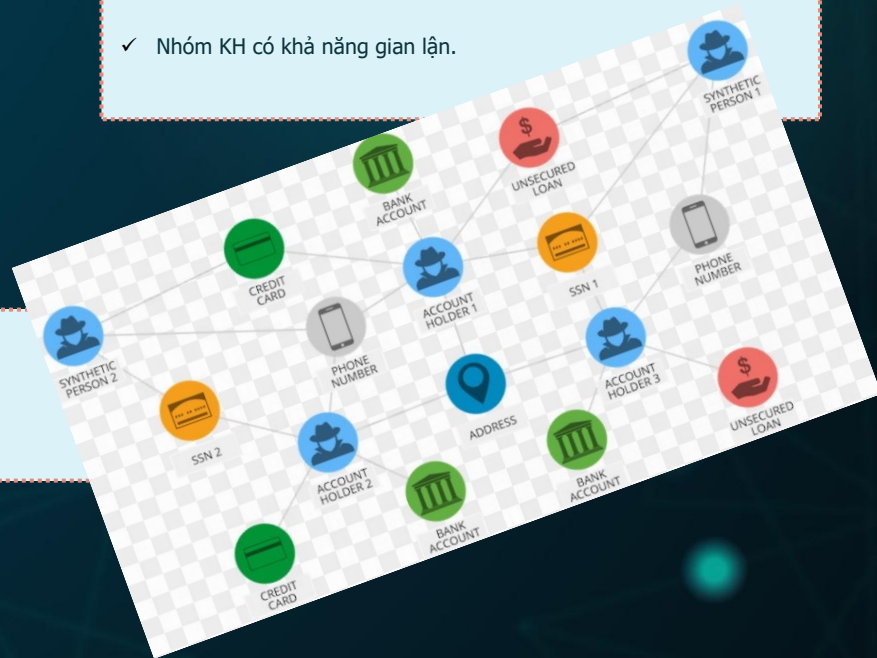 ✓ Nhóm KH có khả năng gian lận.
SYNTHETIC
PERSON 1
UNSECURED
LOAN
BANK
ACCOUNT
CREDIT
CARD
SSN 1
PHONE
NUMBER
ACCOUNT
HOLDER 1
SYNTHETIC
PERSON 2
PHONE
NUMBER
ACCOUNT
HOLDER 3
ADDRESS
UNSECURED
LOAN
SSN 2
ACCOUNT
HOLDER 2
BANK
ACCOUNT
BANK
ACCOUNT
CREDIT
CARD